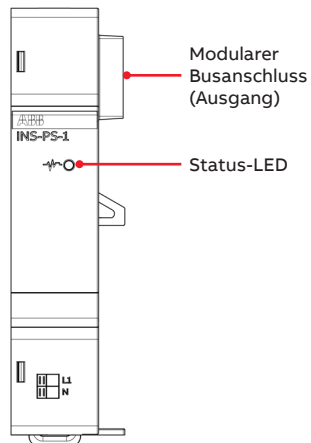 Modularer
Busanschluss
(Ausgang)
ABB
INS-PS-1
Status-LED
L1
N